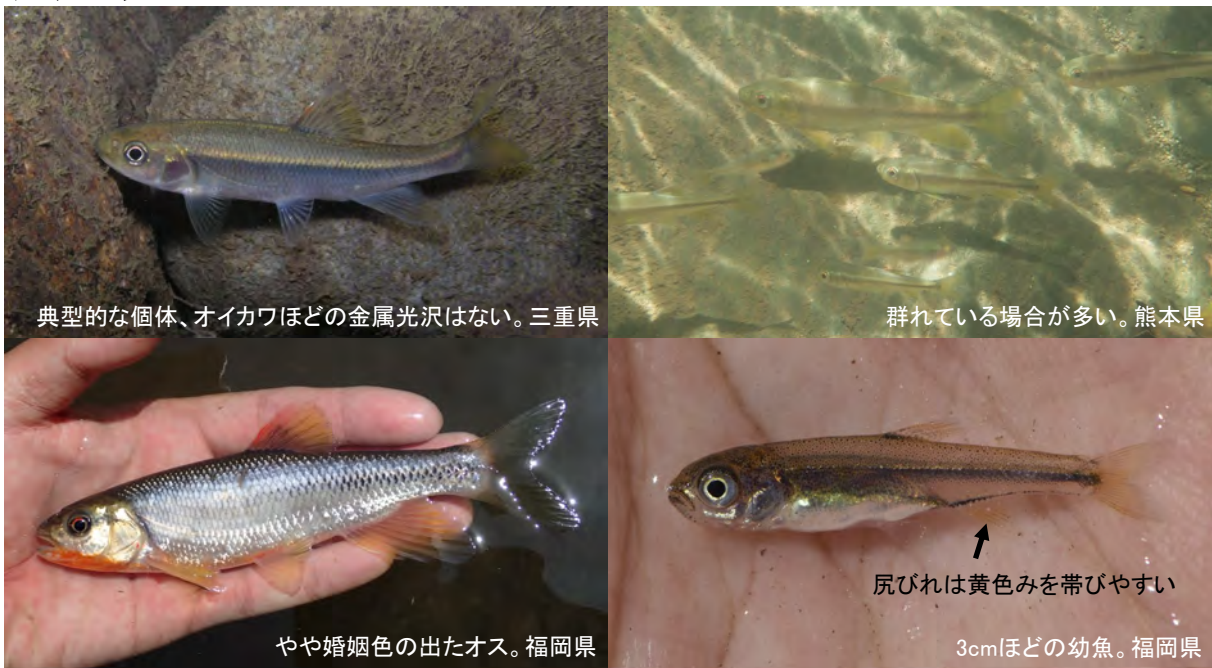 典型的な個体、オイカワほどの金属光沢はない。三重県
群れている場合が多い。熊本県
やや婚姻色の出たオス。福岡県
尻びれは黄色みを帯びやすい
3cmほどの幼魚。福岡県